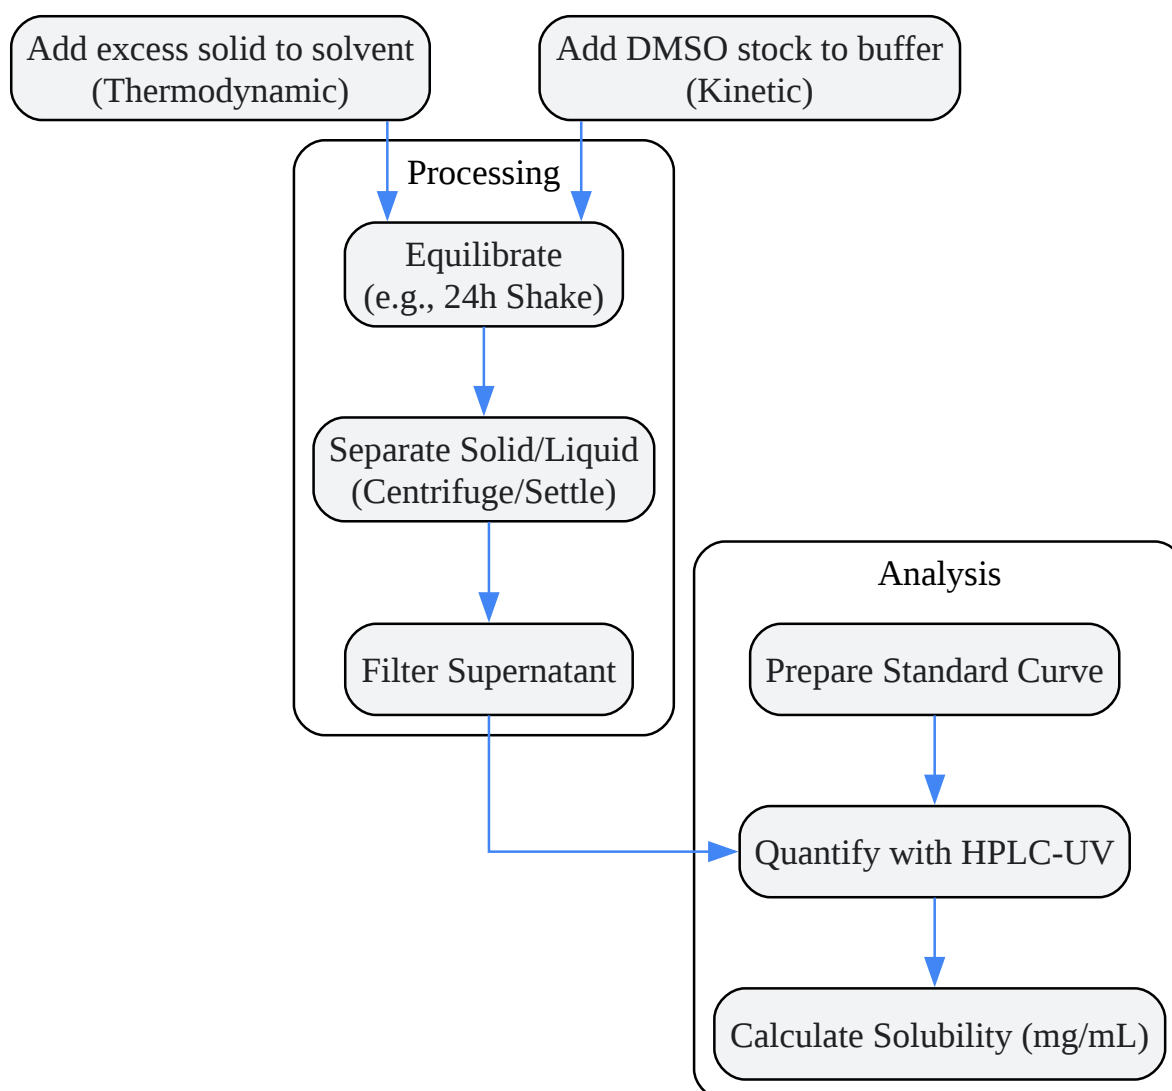 Add excess solid to solvent
(Thermodynamic)
Add DMSO stock to buffer
(Kinetic)
Processing
Equilibrate
(e.g., 24h Shake)
Separate Solid/Liquid
(Centrifuge/Settle)
Filter Supernatant
Analysis
Prepare Standard Curve
Quantify with HPLC-UV
Calculate Solubility (mg/mL)